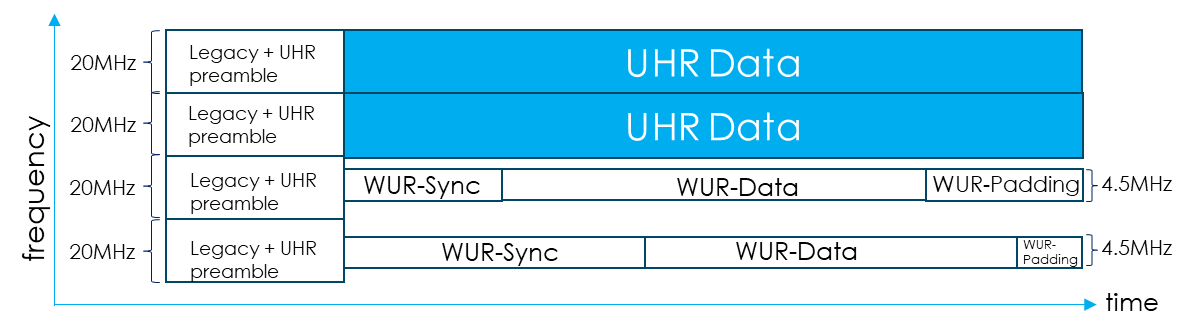 frequency
20MHz
Legacy + UHR
preamble
UHR Data
20MHz
Legacy + UHR
preamble
UHR Data
20MHz
Legacy + UHR
preamble
WUR-Sync
WUR-Data
WUR-Padding
4.5MHz
20MHz
Legacy + UHR
preamble
WUR-Sync
WUR-Data
WUR-
Padding
4.5MHz
time